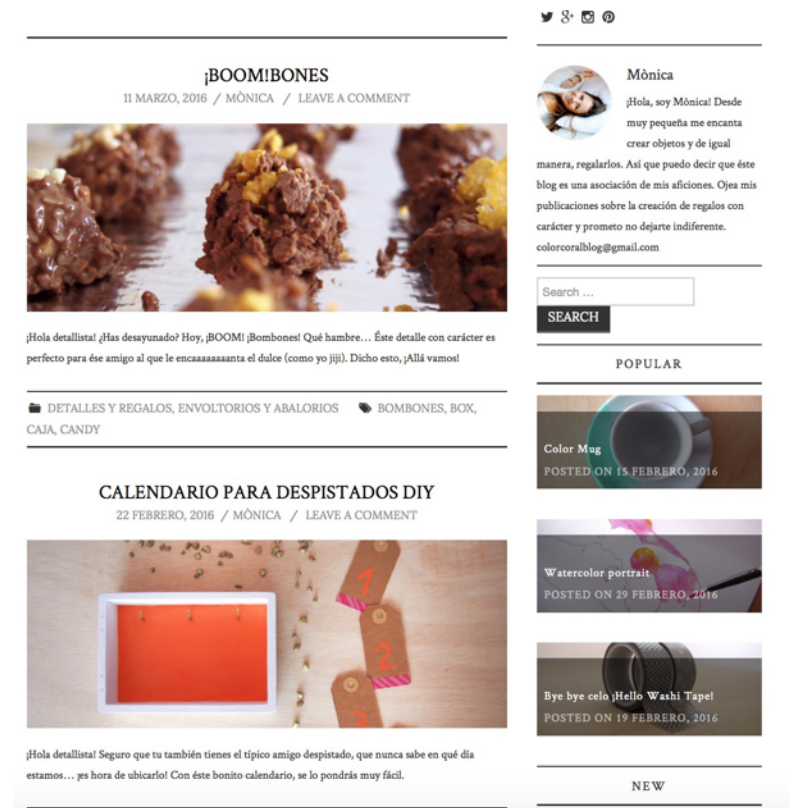 ¡BOOM!BONES
11 MARZO, 2016 / MÒNICA / LEAVE A COMMENT
¡Hola detallista! ¿Has desayunado? Hoy, ¡BOOM! ¡Bombones! Qué hambre… Éste detalle con carácter es
perfecto para ése amigo al que le encaaaaaaanta el dulce (como yo jiji). Dicho esto, ¡Allá vamos!
DETALLES Y REGALOS, ENVOLTORIOS Y ABALORIOS BOMBONES, BOX,
CAJA, CANDY
CALENDARIO PARA DESPISTADOS DIY
22 FEBRERO, 2016 / MÒNICA / LEAVE A COMMENT
1
2
3
¡Hola detallista! Seguro que tu también tienes el típico amigo despistado, que nunca sabe en qué día
estamos… ¡es hora de ubicarlo! Con éste bonito calendario, se lo pondrás muy fácil.
Mònica
¡Hola, soy Mònica! Desde
muy pequeña me encanta
crear objetos y de igual
manera, regalarlos. Así que puedo decir que éste
blog es una asociación de mis aficiones. Ojea mis
publicaciones sobre la creación de regalos con
carácter y prometo no dejarte indiferente.
colorcoralblog@gmail.com
Search …
SEARCH
POPULAR
Color Mug
POSTED ON 15 FEBRERO, 2016
Watercolor portrait
POSTED ON 29 FEBRERO, 2016
Bye bye celo ¡Hello Washi Tape!
POSTED ON 19 FEBRERO, 2016
NEW